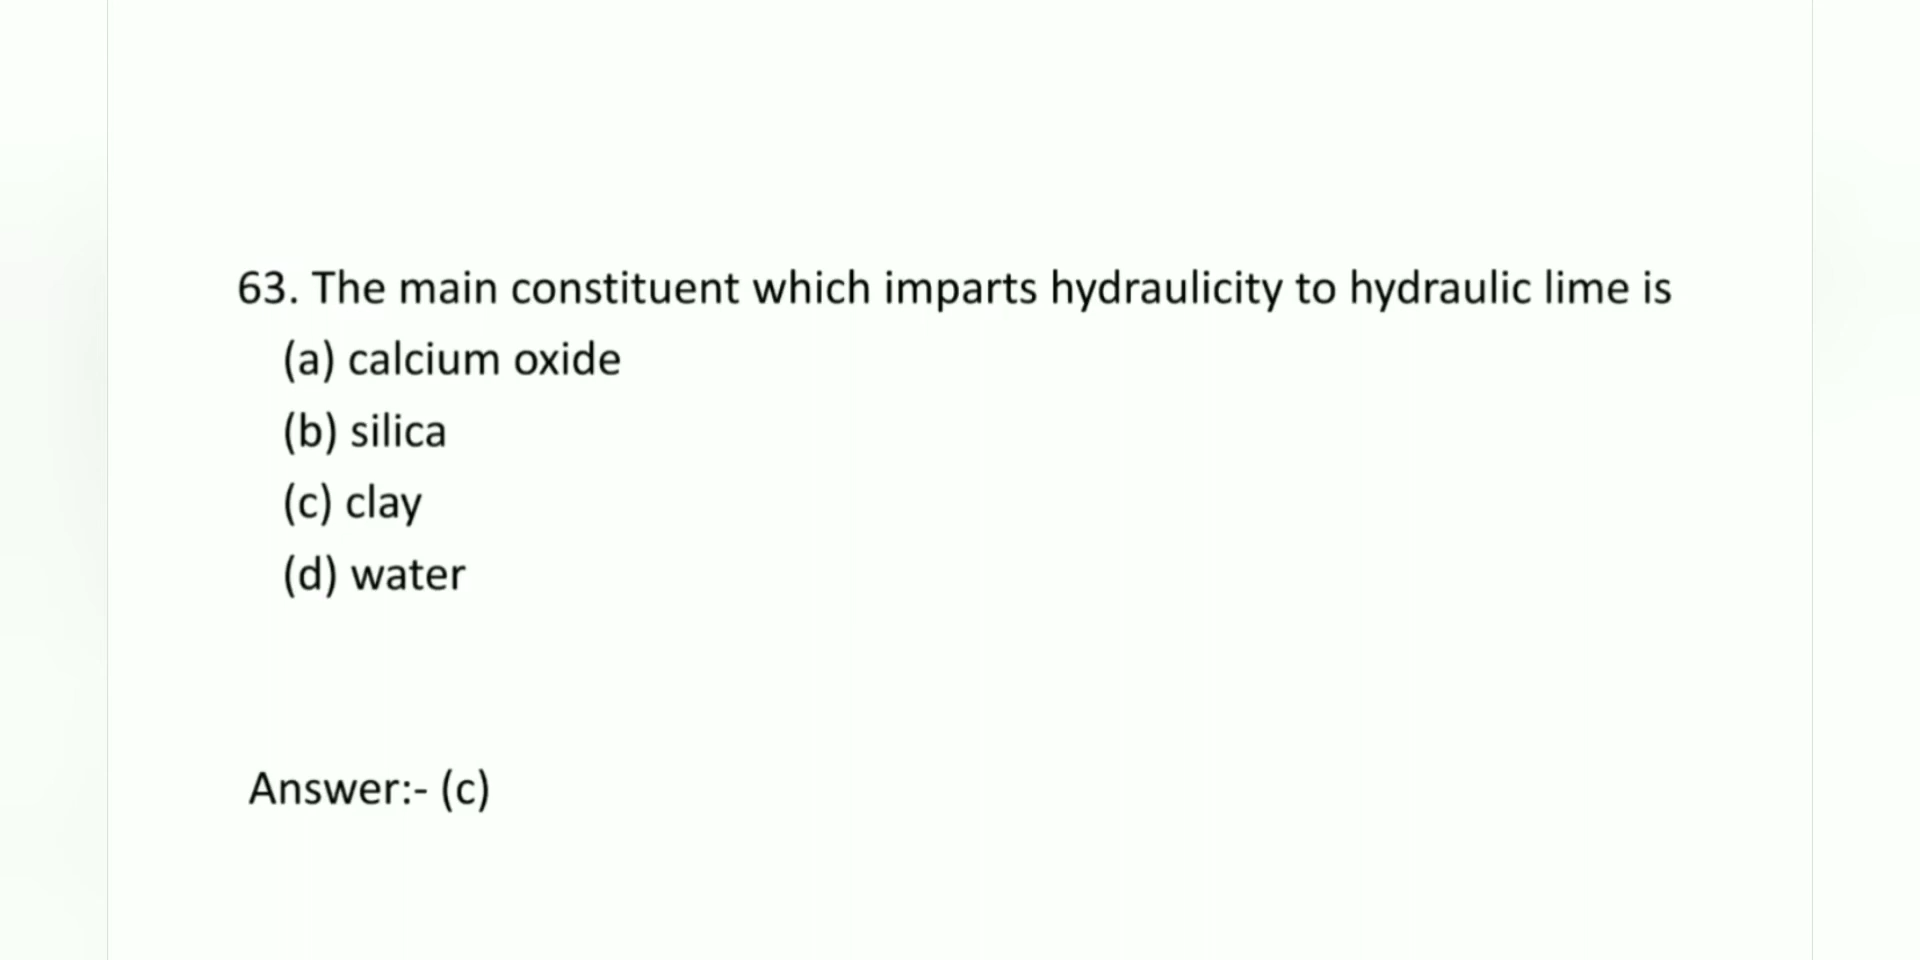 63. The main constituent which imparts hydraulicity to hydraulic lime is
(a) calcium oxide
(b) silica
(c) clay
(d) water
Answer:- (c)